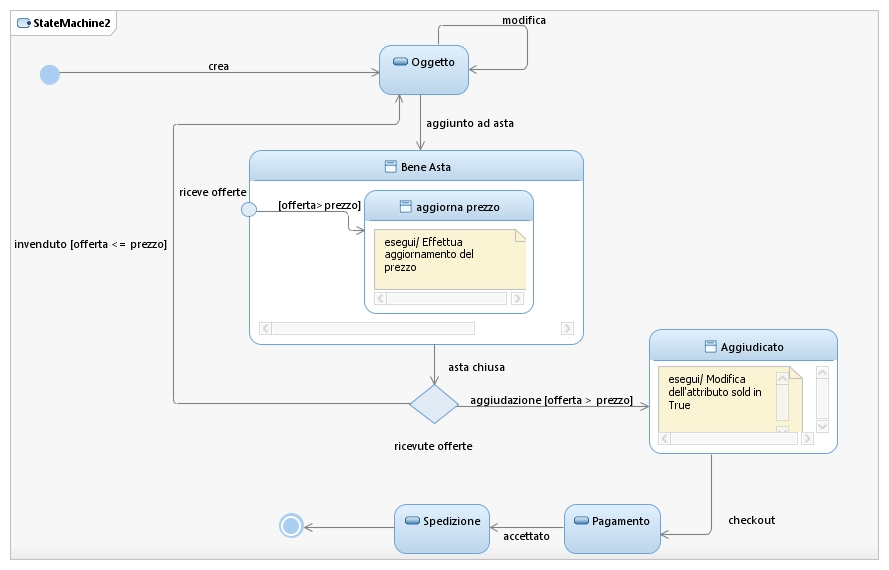 StateMachine2
modifica
Oggetto
crea
aggiunto ad asta
Bene Asta
riceve offerte
[offerta> prezzo]
aggiorna prezzo
esegui/ Effettua
aggiornamento del
prezzo
invenduto [offerta <= prezzo]
asta chiusa
Aggiudicato
esegui/ Modifica
dell'attributo sold in
True
aggiudazione [offerta > prezzo]
ricevute offerte
checkout
Spedizione
accettato
Pagamento